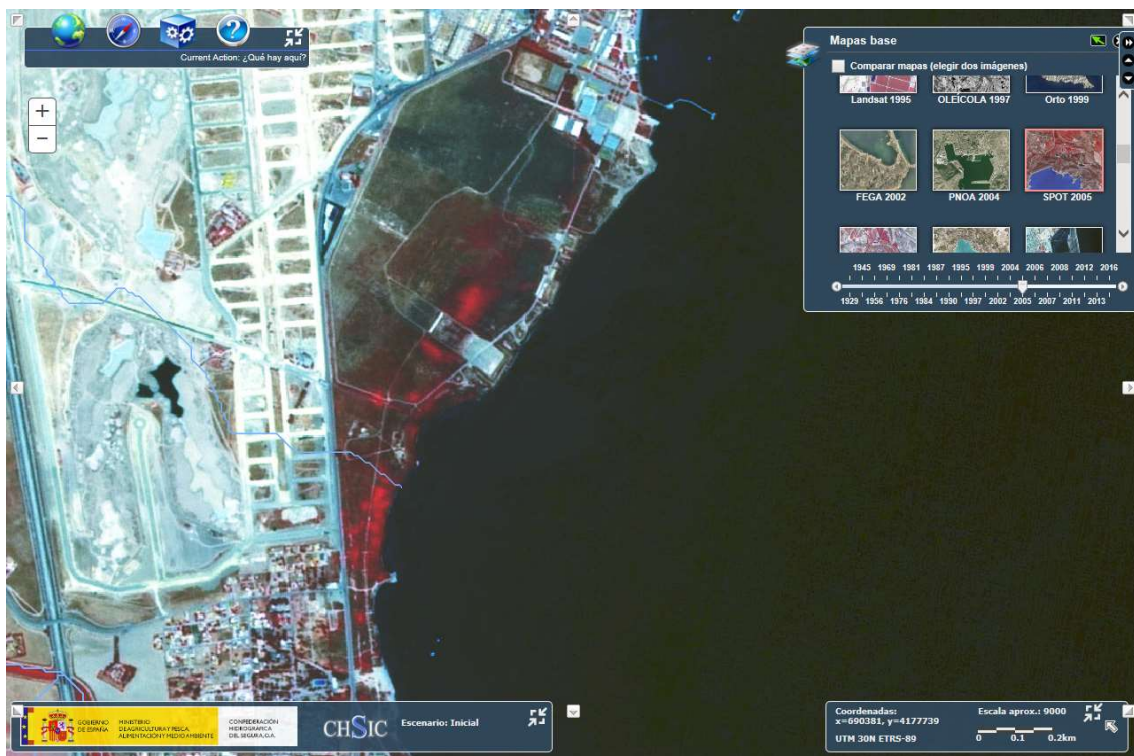 Current Action: ¿Qué hay aquí?
+
−
Mapas base
Comparar mapas (elegir dos imágenes)
Landsat 1995 OLEÍCOLA 1997 Orto 1999
FEGA 2002 PNOA 2004 SPOT 2005
1945 1969 1981 1987 1995 1999 2004 2006 2008 2012 2016
1929 1956 1976 1984 1990 1997 2002 2005 2007 2011 2013
GOBIERNO DE ESPAÑA
MINISTERIO DE AGRICULTURA Y PESCA, ALIMENTACIÓN Y MEDIO AMBIENTE
CONFEDERACIÓN HIDROGRÁFICA DEL SEGURA, O.A.
CHSIC
Escenario: Inicial
Coordenadas:
x=690381, y=4177739
UTM 30N ETRS-89
Escala aprox.: 9000
0 0.1 0.2km